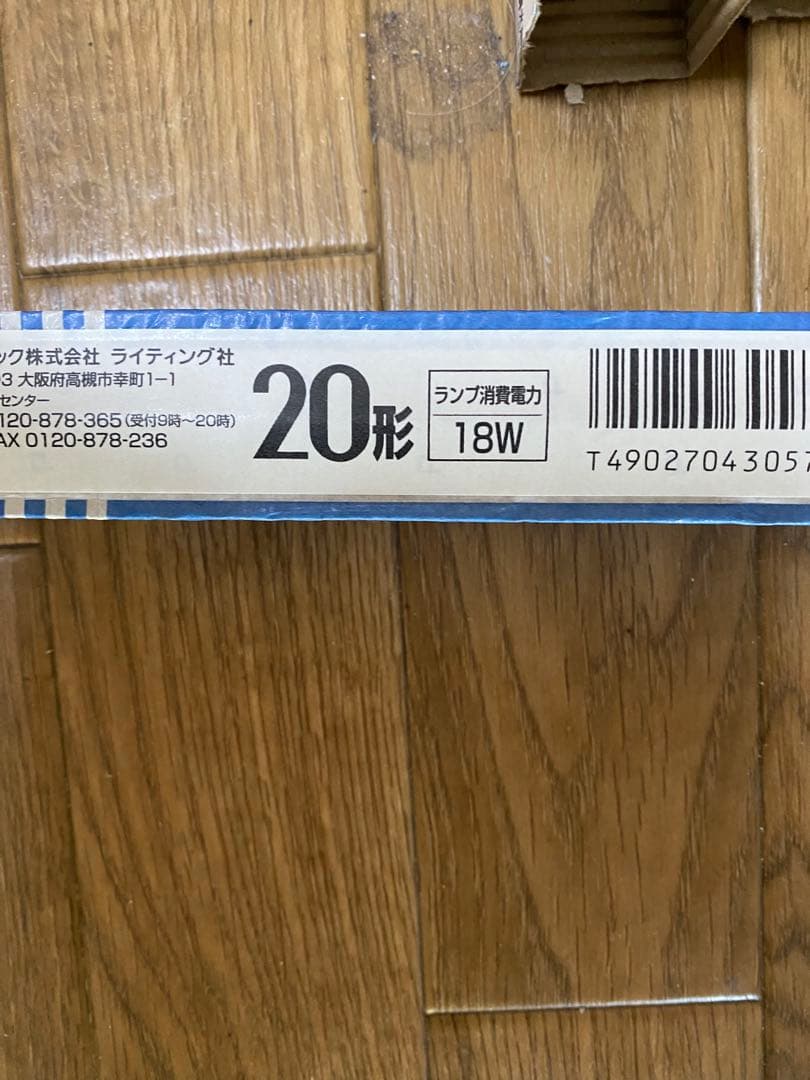 ック株式会社 ライティング社
03 大阪府高槻市幸町1-1
センター
120-878-365(受付9時～20時)
AX 0120-878-236
20形
ランプ消費電力
18W
T49027043057